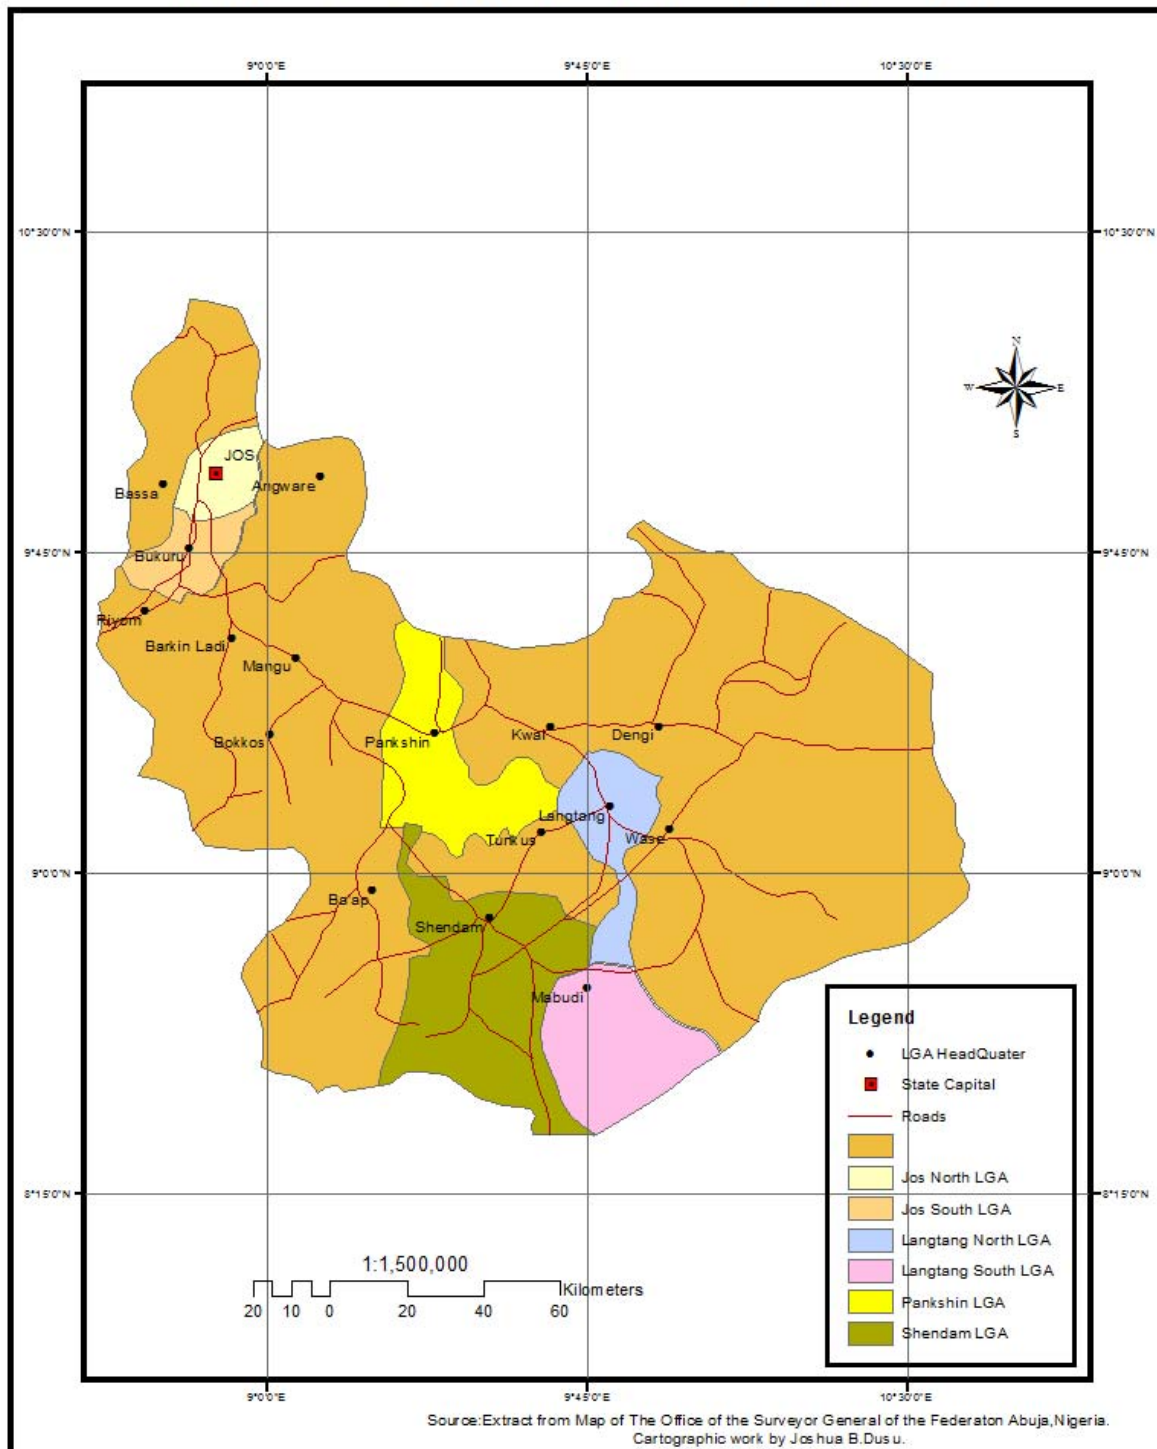 9°0'0"E 9°45'0"E 10°30'0"E
10°30'0"N 10°30'0"N
N
W E
S
JOS
Bassa Angware
9°45'0"N 9°45'0"N
Bukuru
Riyom
Barkin Ladi
Mangu
Bokkos Pankshin Kwal Dengi
Langtang
Tunkus Wase
9°0'0"N 9°0'0"N
Ba'ap
Shendam
Mabudi
Legend
LGA HeadQuater
State Capital
Roads
Jos North LGA
8°15'0"N 8°15'0"N
Jos South LGA
Langtang North LGA
Langtang South LGA
Pankshin LGA
Shendam LGA
1:1,500,000
Kilometers
20 10 0 20 40 60
9°0'0"E 9°45'0"E 10°30'0"E
Source:Extract from Map of The Office of the Surveyor General of the Federaton Abuja,Nigeria.
Cartographic work by Joshua B.Dusu.